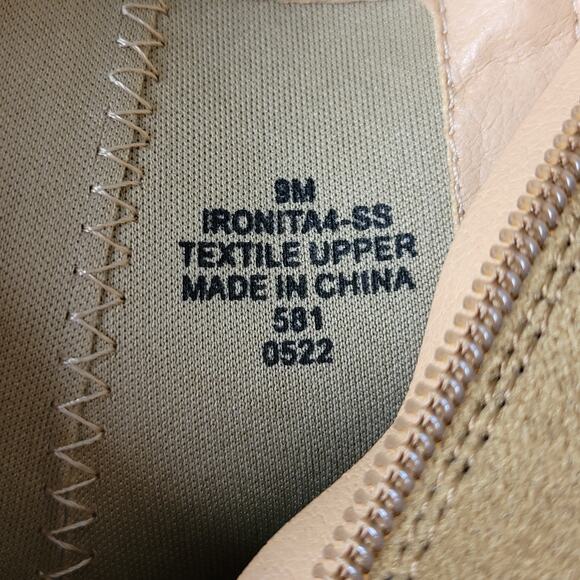 9M
IRONITA4-SS
TEXTILE UPPER
MADE IN CHINA
581
0522